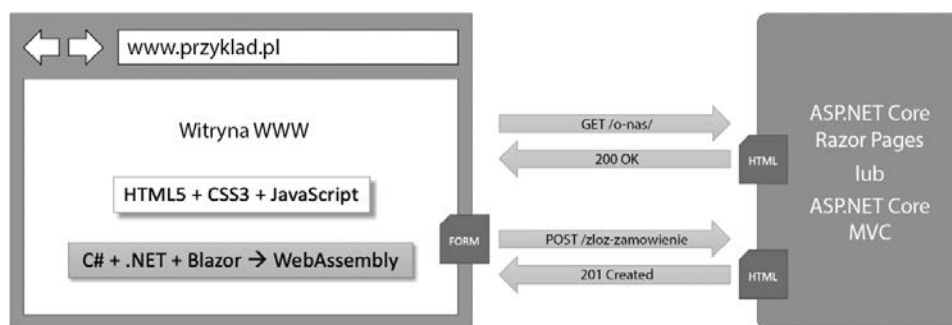 www.przyklad.pl
Witryna WWW
HTML5 + CSS3 + JavaScript
C# + .NET + Blazor → WebAssembly
FORM
GET /o-nas/
200 OK
HTML
POST /zloz-zamowienie
201 Created
HTML
ASP.NET Core
Razor Pages
lub
ASP.NET Core
MVC